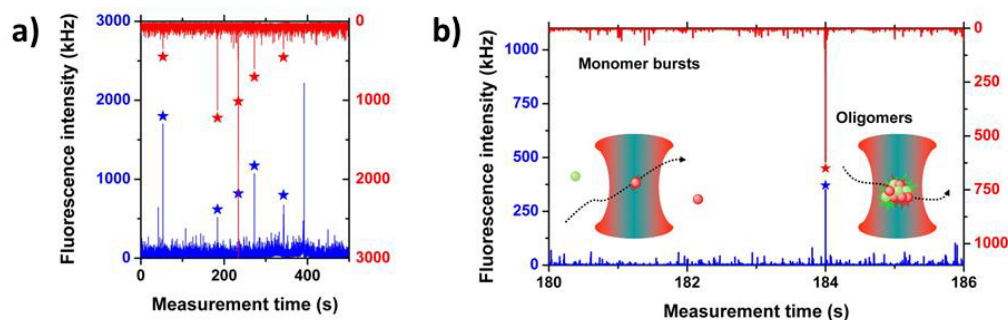 a)
3000
2000
1000
0
Fluorescence intensity (kHz)
0
1000
2000
3000
0 200 400
Measurement time (s)
b)
1000
750
500
250
0
Fluorescence intensity (kHz)
Monomer bursts
Oligomers
0
250
500
750
1000
180 182 184 186
Measurement time (s)